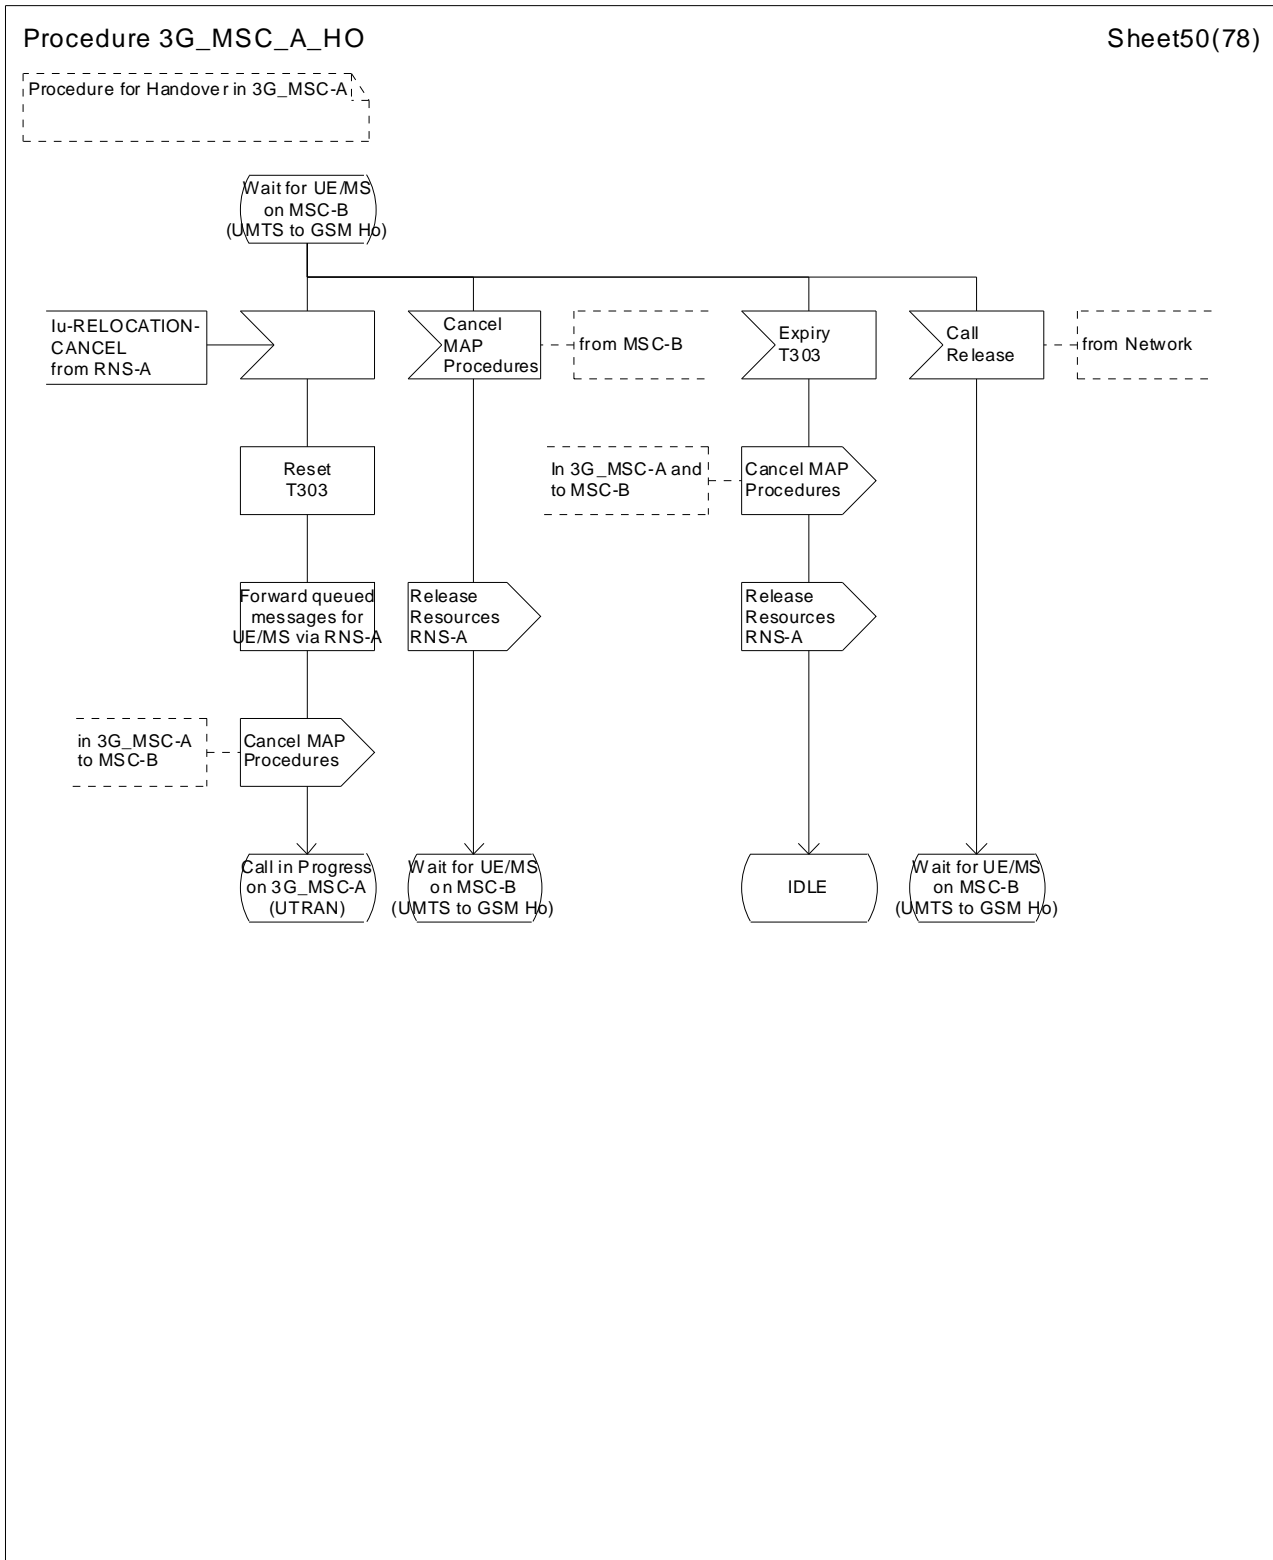 Procedure 3G_MSC_A_HO
Sheet50(78)
Procedure for Handover in 3G_MSC-A
Wait for UE/MS
on MSC-B
(UMTS to GSM Ho)
Iu-RELOCATION-
CANCEL
from RNS-A
Cancel
MAP
Procedures
from MSC-B
Expiry
T303
Call
Release
from Network
Reset
T303
In 3G_MSC-A and
to MSC-B
Cancel MAP
Procedures
Forward queued
messages for
UE/MS via RNS-A
Release
Resources
RNS-A
Release
Resources
RNS-A
in 3G_MSC-A
to MSC-B
Cancel MAP
Procedures
Call in Progress
on 3G_MSC-A
(UTRAN)
Wait for UE/MS
on MSC-B
(UMTS to GSM Ho)
IDLE
Wait for UE/MS
on MSC-B
(UMTS to GSM Ho)